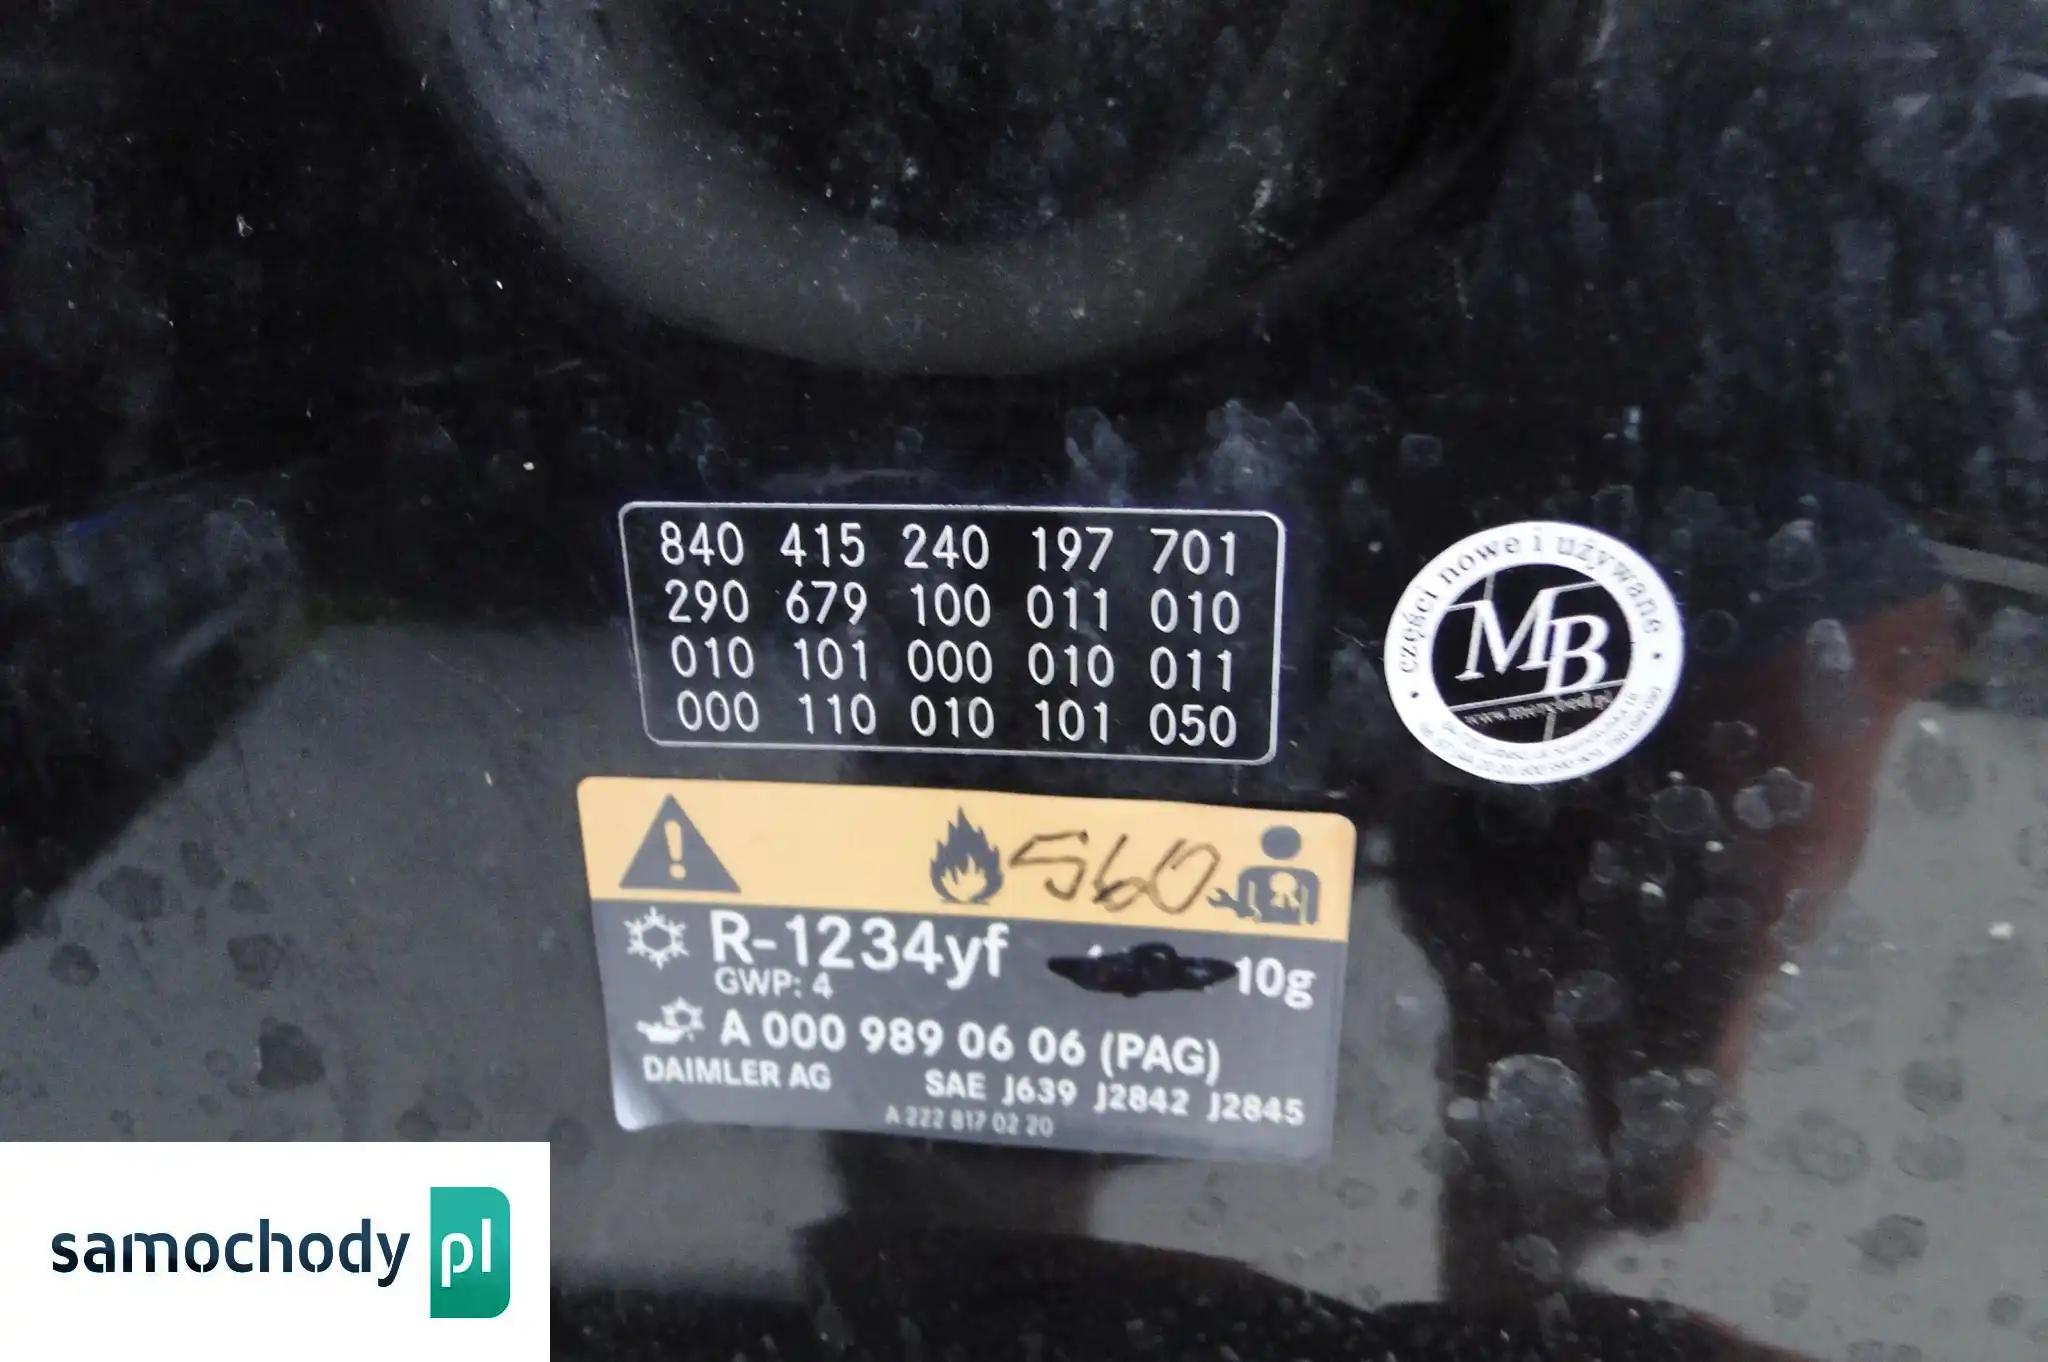 840 415 240 197 701
290 679 100 011 010
010 101 000 010 011
000 110 010 101 050
części nowe i używane
MB
560
R-1234yf 10g
GWP: 4
A 000 989 06 06 (PAG)
DAIMLER AG SAE J639 J2842 J2845
A 222 817 02 20
samochody pl